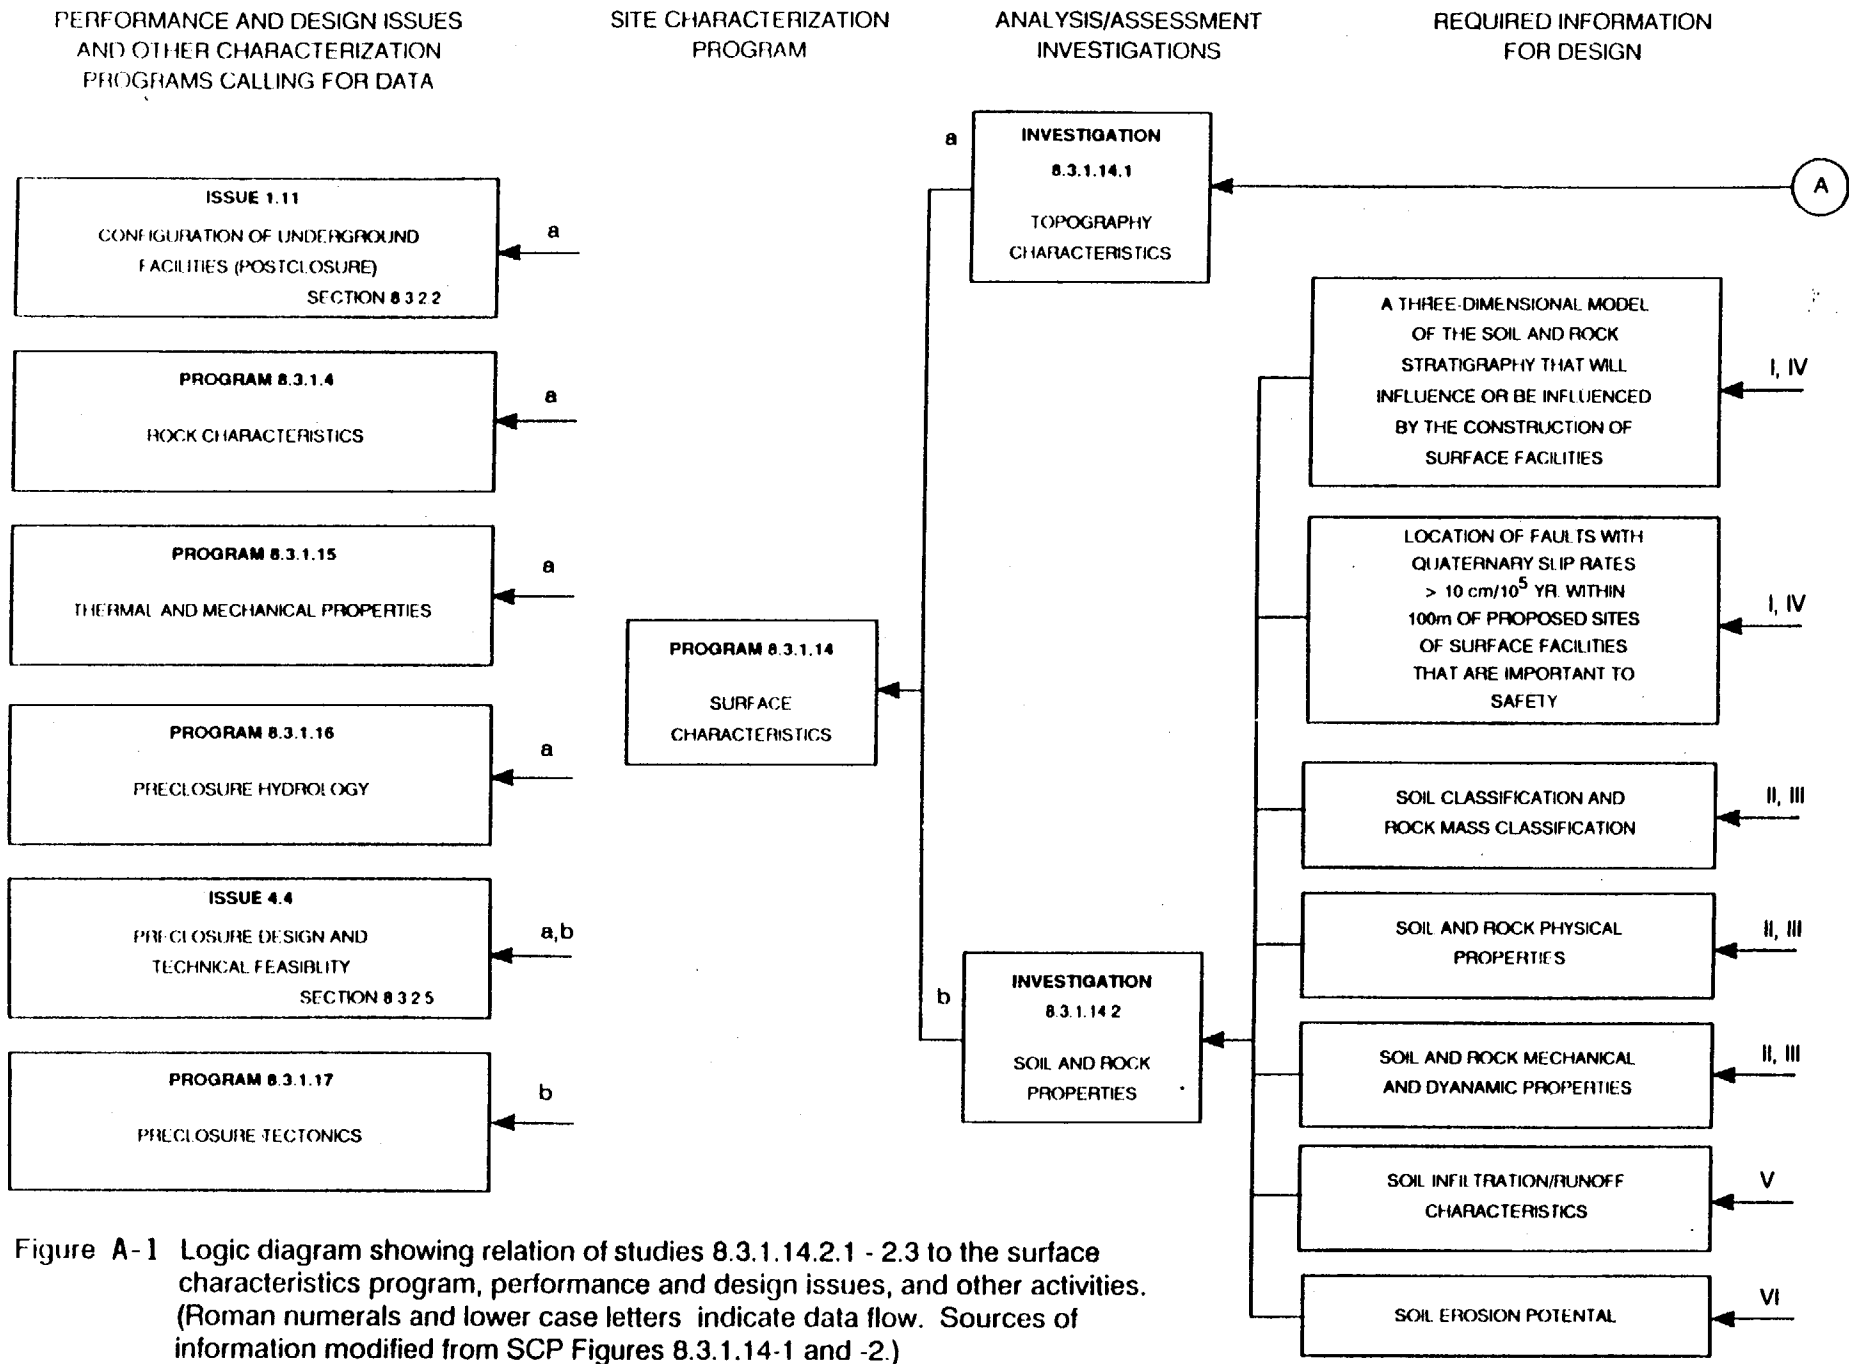 PERFORMANCE AND DESIGN ISSUES
AND OTHER CHARACTERIZATION
PROGRAMS CALLING FOR DATA
SITE CHARACTERIZATION
PROGRAM
ANALYSIS/ASSESSMENT
INVESTIGATIONS
REQUIRED INFORMATION
FOR DESIGN
ISSUE 1.11
CONFIGURATION OF UNDERGROUND
FACILITIES (POSTCLOSURE)
SECTION 8 3 2 2
a
PROGRAM 8.3.1.4
ROCK CHARACTERISTICS
a
PROGRAM 8.3.1.15
THERMAL AND MECHANICAL PROPERTIES
a
PROGRAM 8.3.1.16
PRECLOSURE HYDROLOGY
a
ISSUE 4.4
PRECLOSURE DESIGN AND
TECHNICAL FEASIBLITY
SECTION 8 3 2 5
a,b
PROGRAM 8.3.1.17
PRECLOSURE TECTONICS
b
PROGRAM 8.3.1.14
SURFACE
CHARACTERISTICS
a
INVESTIGATION
8.3.1.14.1
TOPOGRAPHY
CHARACTERISTICS
A
b
INVESTIGATION
8.3.1.14 2
SOIL AND ROCK
PROPERTIES
A THREE-DIMENSIONAL MODEL
OF THE SOIL AND ROCK
STRATIGRAPHY THAT WILL
INFLUENCE OR BE INFLUENCED
BY THE CONSTRUCTION OF
SURFACE FACILITIES
I, IV
LOCATION OF FAULTS WITH
QUATERNARY SLIP RATES
> 10 cm/10⁵ YR. WITHIN
100m OF PROPOSED SITES
OF SURFACE FACILITIES
THAT ARE IMPORTANT TO
SAFETY
I, IV
SOIL CLASSIFICATION AND
ROCK MASS CLASSIFICATION
II, III
SOIL AND ROCK PHYSICAL
PROPERTIES
II, III
SOIL AND ROCK MECHANICAL
AND DYANAMIC PROPERTIES
II, III
SOIL INFILTRATION/RUNOFF
CHARACTERISTICS
V
SOIL EROSION POTENTAL
VI
Figure A-1 Logic diagram showing relation of studies 8.3.1.14.2.1 - 2.3 to the surface
characteristics program, performance and design issues, and other activities.
(Roman numerals and lower case letters indicate data flow. Sources of
information modified from SCP Figures 8.3.1.14-1 and -2.)